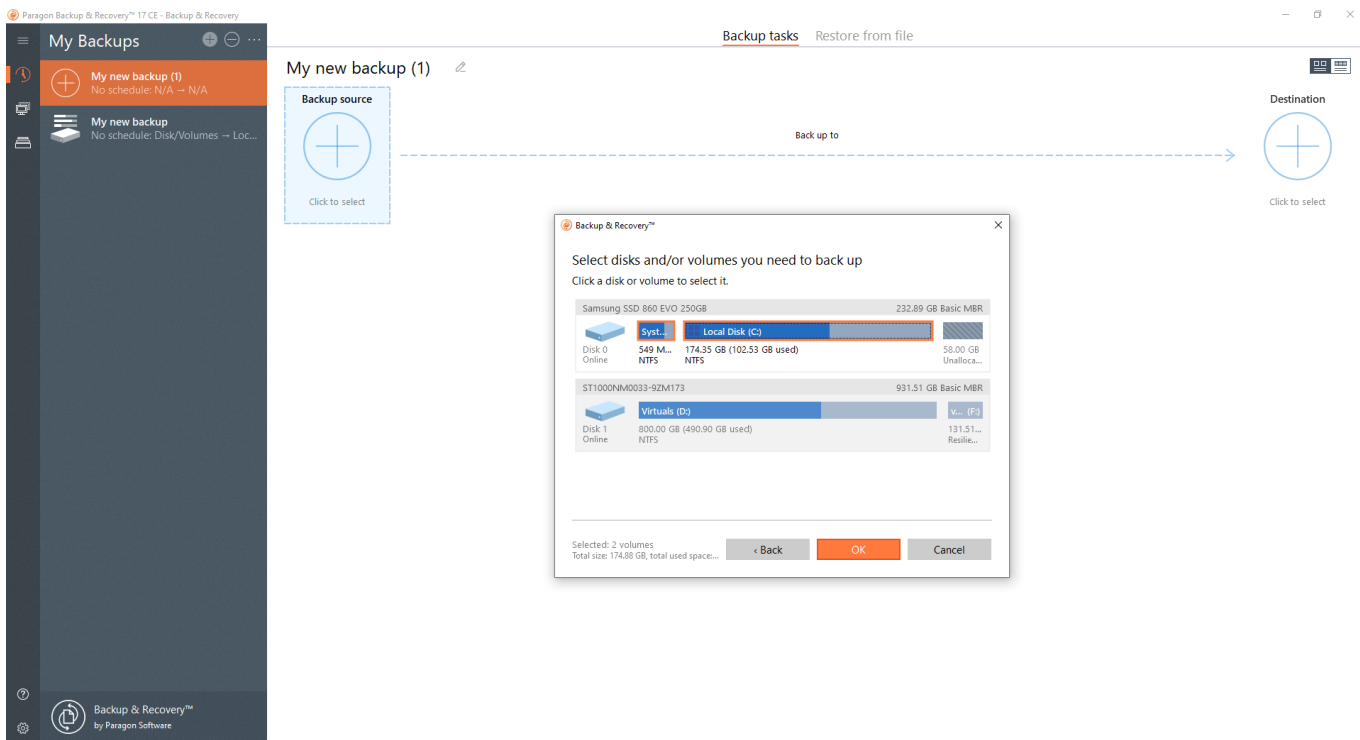 Paragon Backup & Recovery™ 17 CE - Backup & Recovery
My Backups
Backup tasks Restore from file
My new backup (1)
No schedule: N/A → N/A
My new backup
No schedule: Disk/Volumes → Loc...
My new backup (1)
Backup source
Click to select
Back up to
Destination
Click to select
Backup & Recovery™
Select disks and/or volumes you need to back up
Click a disk or volume to select it.
Samsung SSD 860 EVO 250GB 232.89 GB Basic MBR
Syst... Local Disk (C:)
Disk 0 549 M... 174.35 GB (102.53 GB used) 58.00 GB
Online NTFS NTFS Unalloca...
ST1000NM0033-9ZM173 931.51 GB Basic MBR
Virtuals (D:) v... (F:)
Disk 1 800.00 GB (490.90 GB used) 131.51...
Online NTFS Resilie...
Selected: 2 volumes
Total size: 174.88 GB, total used space:...
‹ Back OK Cancel
Backup & Recovery™
by Paragon Software